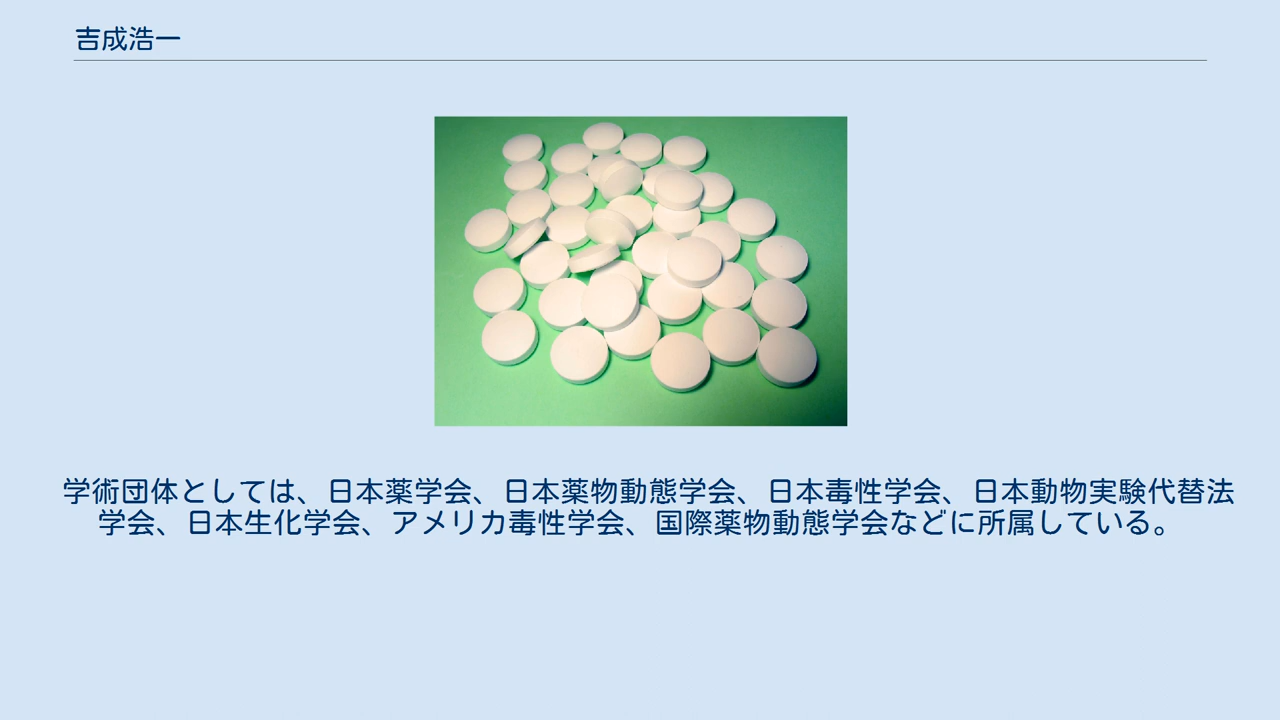 吉成浩一
学術団体としては、日本薬学会、日本薬物動態学会、日本毒性学会、日本動物実験代替法
学会、日本生化学会、アメリカ毒性学会、国際薬物動態学会などに所属している。